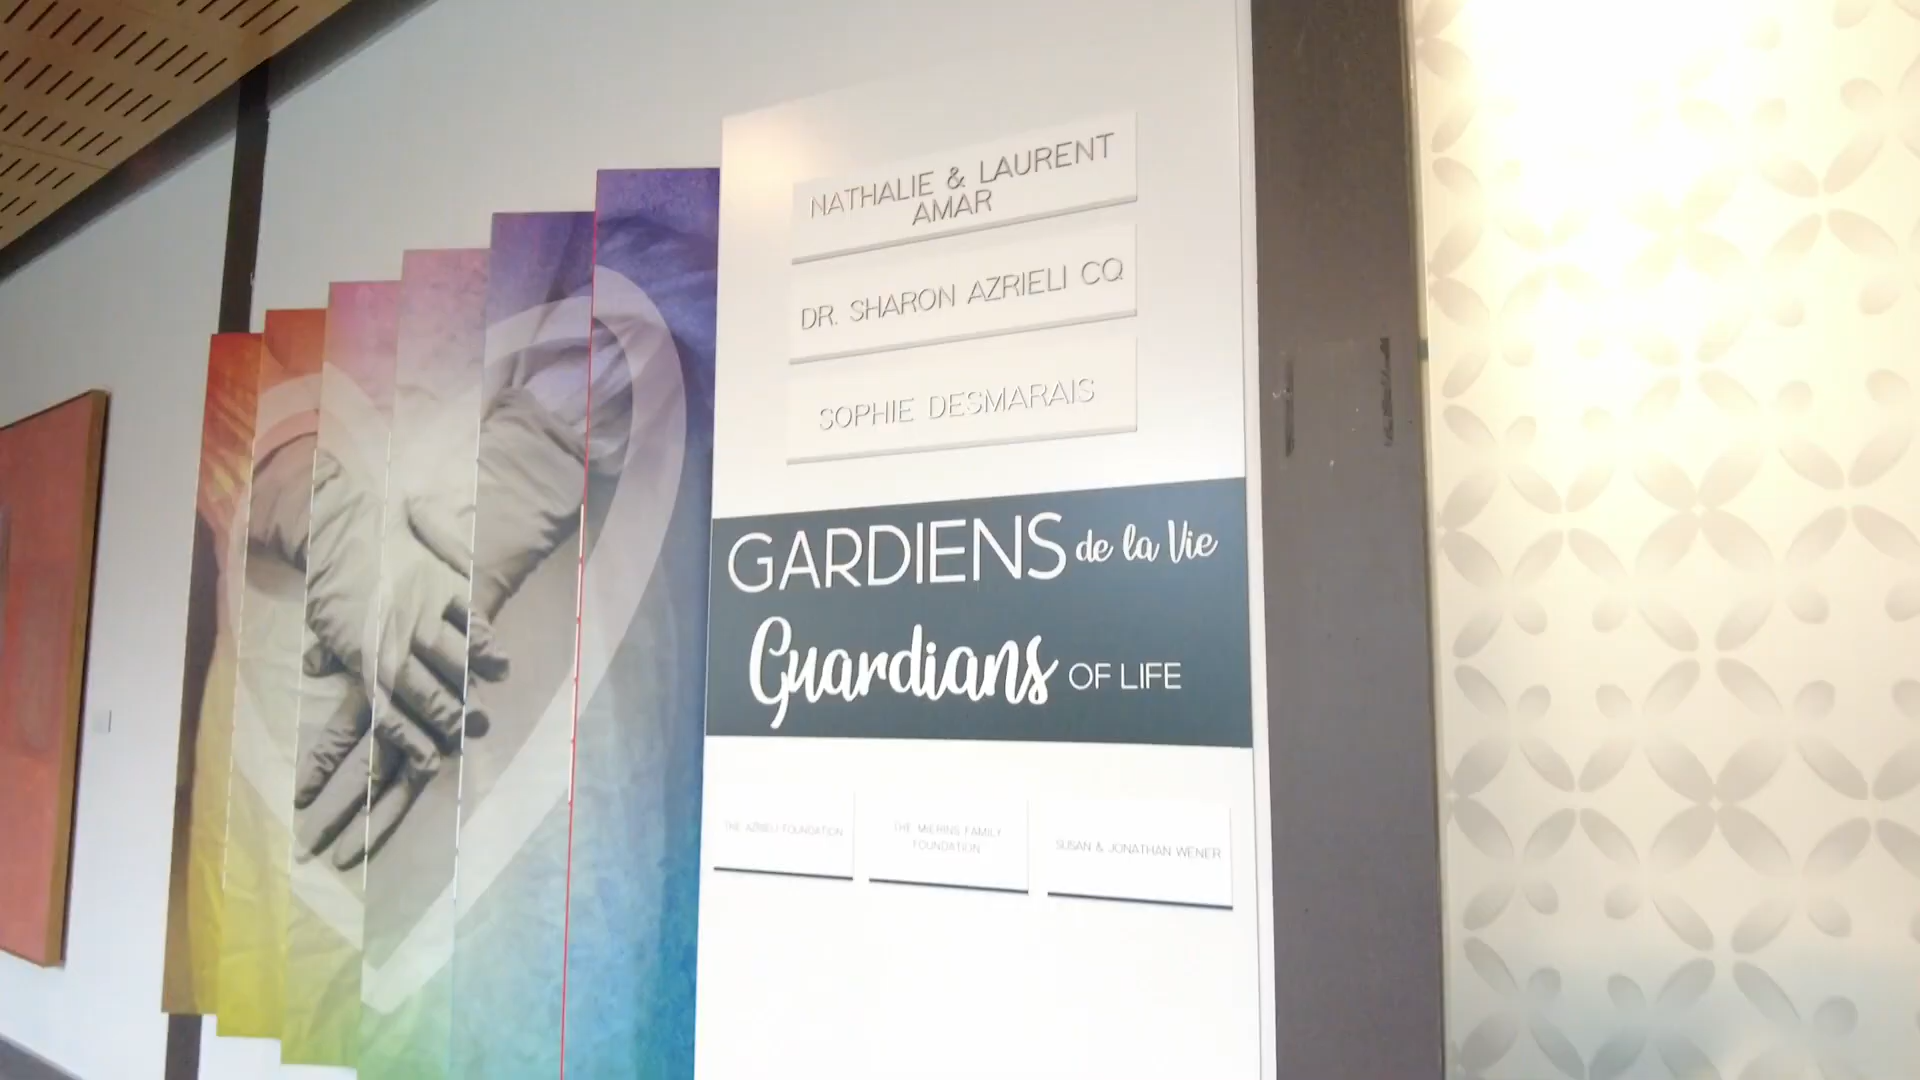 NATHALIE & LAURENT
AMAR
DR. SHARON AZRIELI CQ
SOPHIE DESMARAIS
GARDIENS de la Vie
Guardians OF LIFE
THE AZRIELI FOUNDATION
THE MIERINS FAMILY
FOUNDATION
SUSAN & JONATHAN WENER